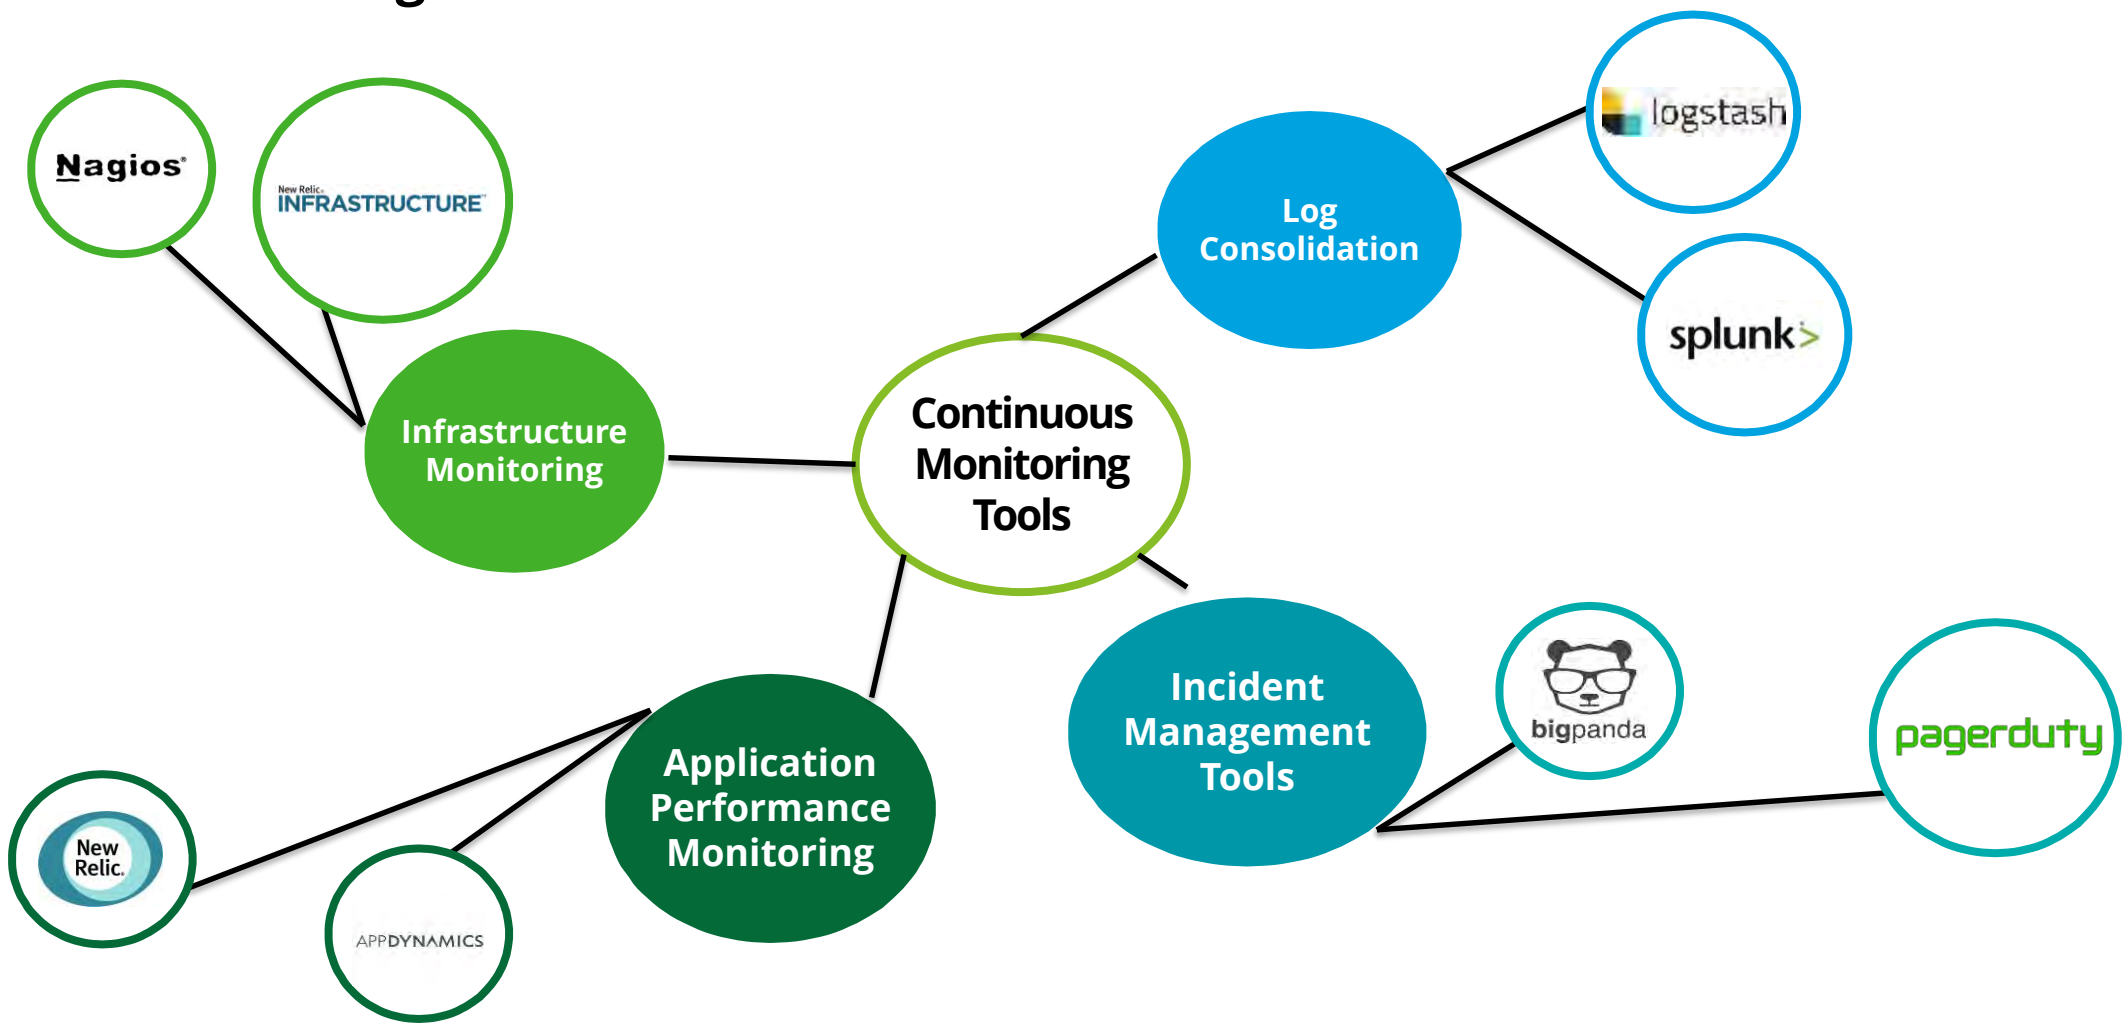 Nagios®
New Relic.
INFRASTRUCTURE™
logstash
Log
Consolidation
splunk>
Continuous
Monitoring
Tools
Infrastructure
Monitoring
Incident
Management
Tools
bigpanda
pagerduty
Application
Performance
Monitoring
New
Relic.
APPDYNAMICS